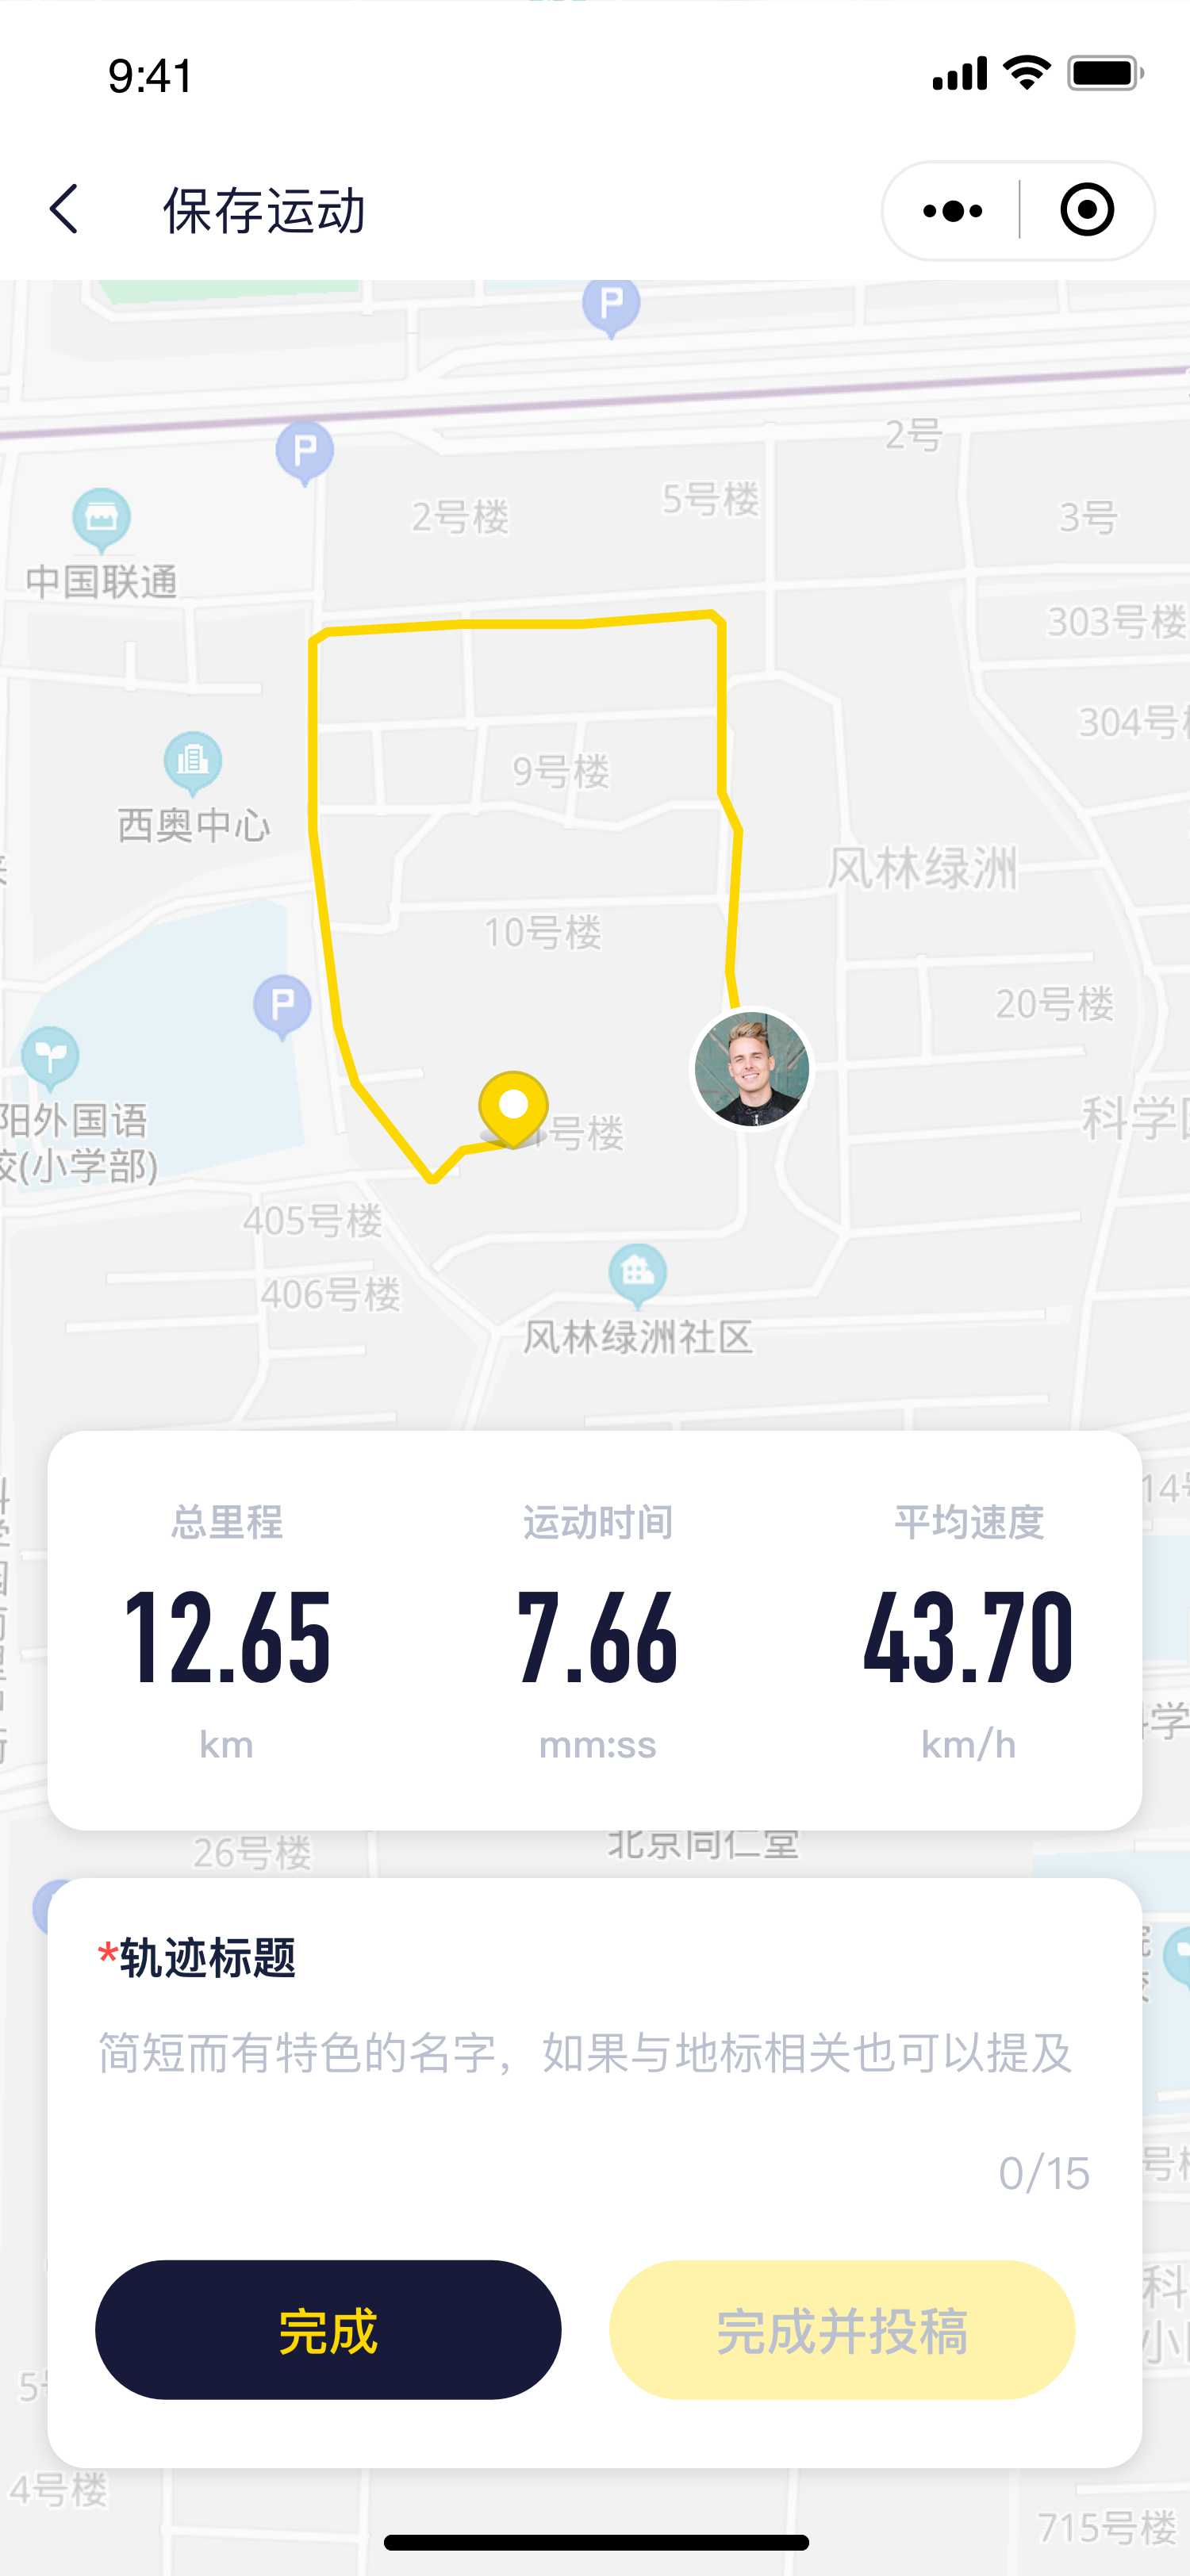 9:41
保存运动
P
P
2号
2号楼
5号楼
3号
中国联通
303号楼
304号
9号楼
西奥中心
风林绿洲
10号楼
P
20号楼
阳外国语
校(小学部)
号楼
科学
405号楼
406号楼
风林绿洲社区
14
总里程
运动时间
平均速度
12.65
7.66
43.70
km
mm:ss
km/h
学
26号楼
北京同仁堂
*轨迹标题
简短而有特色的名字，如果与地标相关也可以提及
0/15
号
科
小
完成
完成并投稿
5
4号楼
715号楼